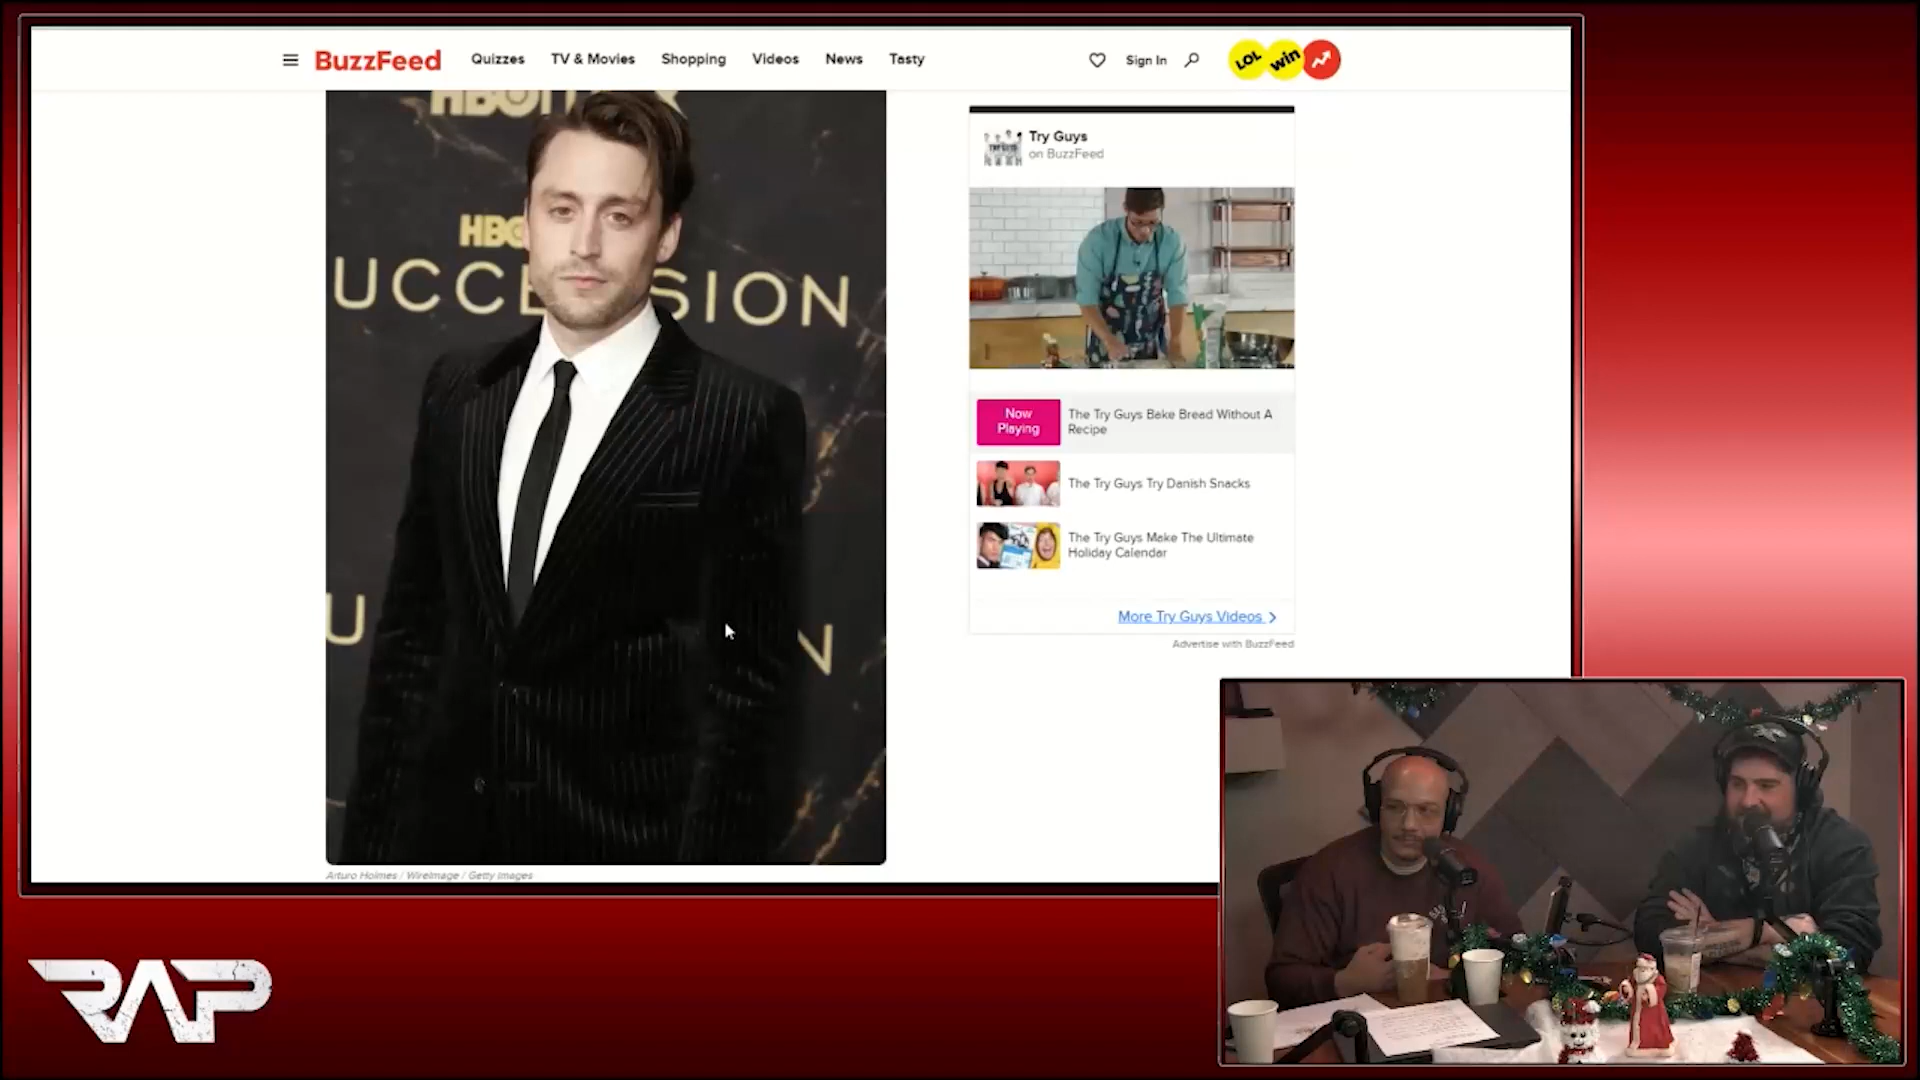 BuzzFeed
Quizzes
TV & Movies
Shopping
Videos
News
Tasty
Sign In
LOL
win
HBO
HBO
UCCE SION
U
N
Try Guys
on BuzzFeed
Now
Playing
The Try Guys Bake Bread Without A
Recipe
The Try Guys Try Danish Snacks
The Try Guys Make The Ultimate
Holiday Calendar
More Try Guys Videos
Advertise with BuzzFeed
Arturo Holmes / WireImage / Getty Images
RAP